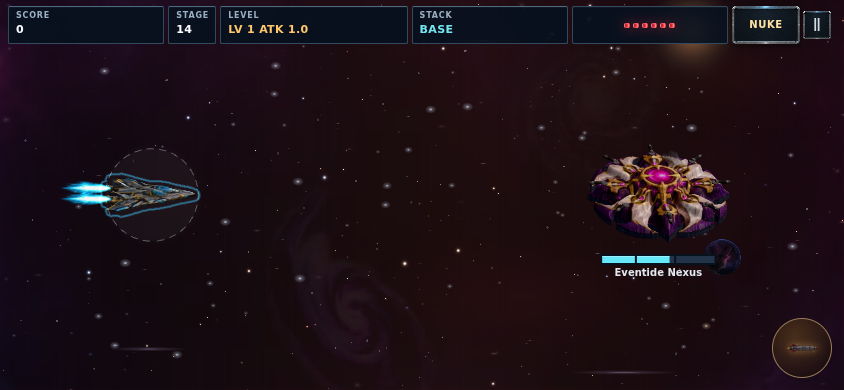 SCORE
0
STAGE
14
LEVEL
LV 1 ATK 1.0
STACK
BASE
NUKE
Eventide Nexus